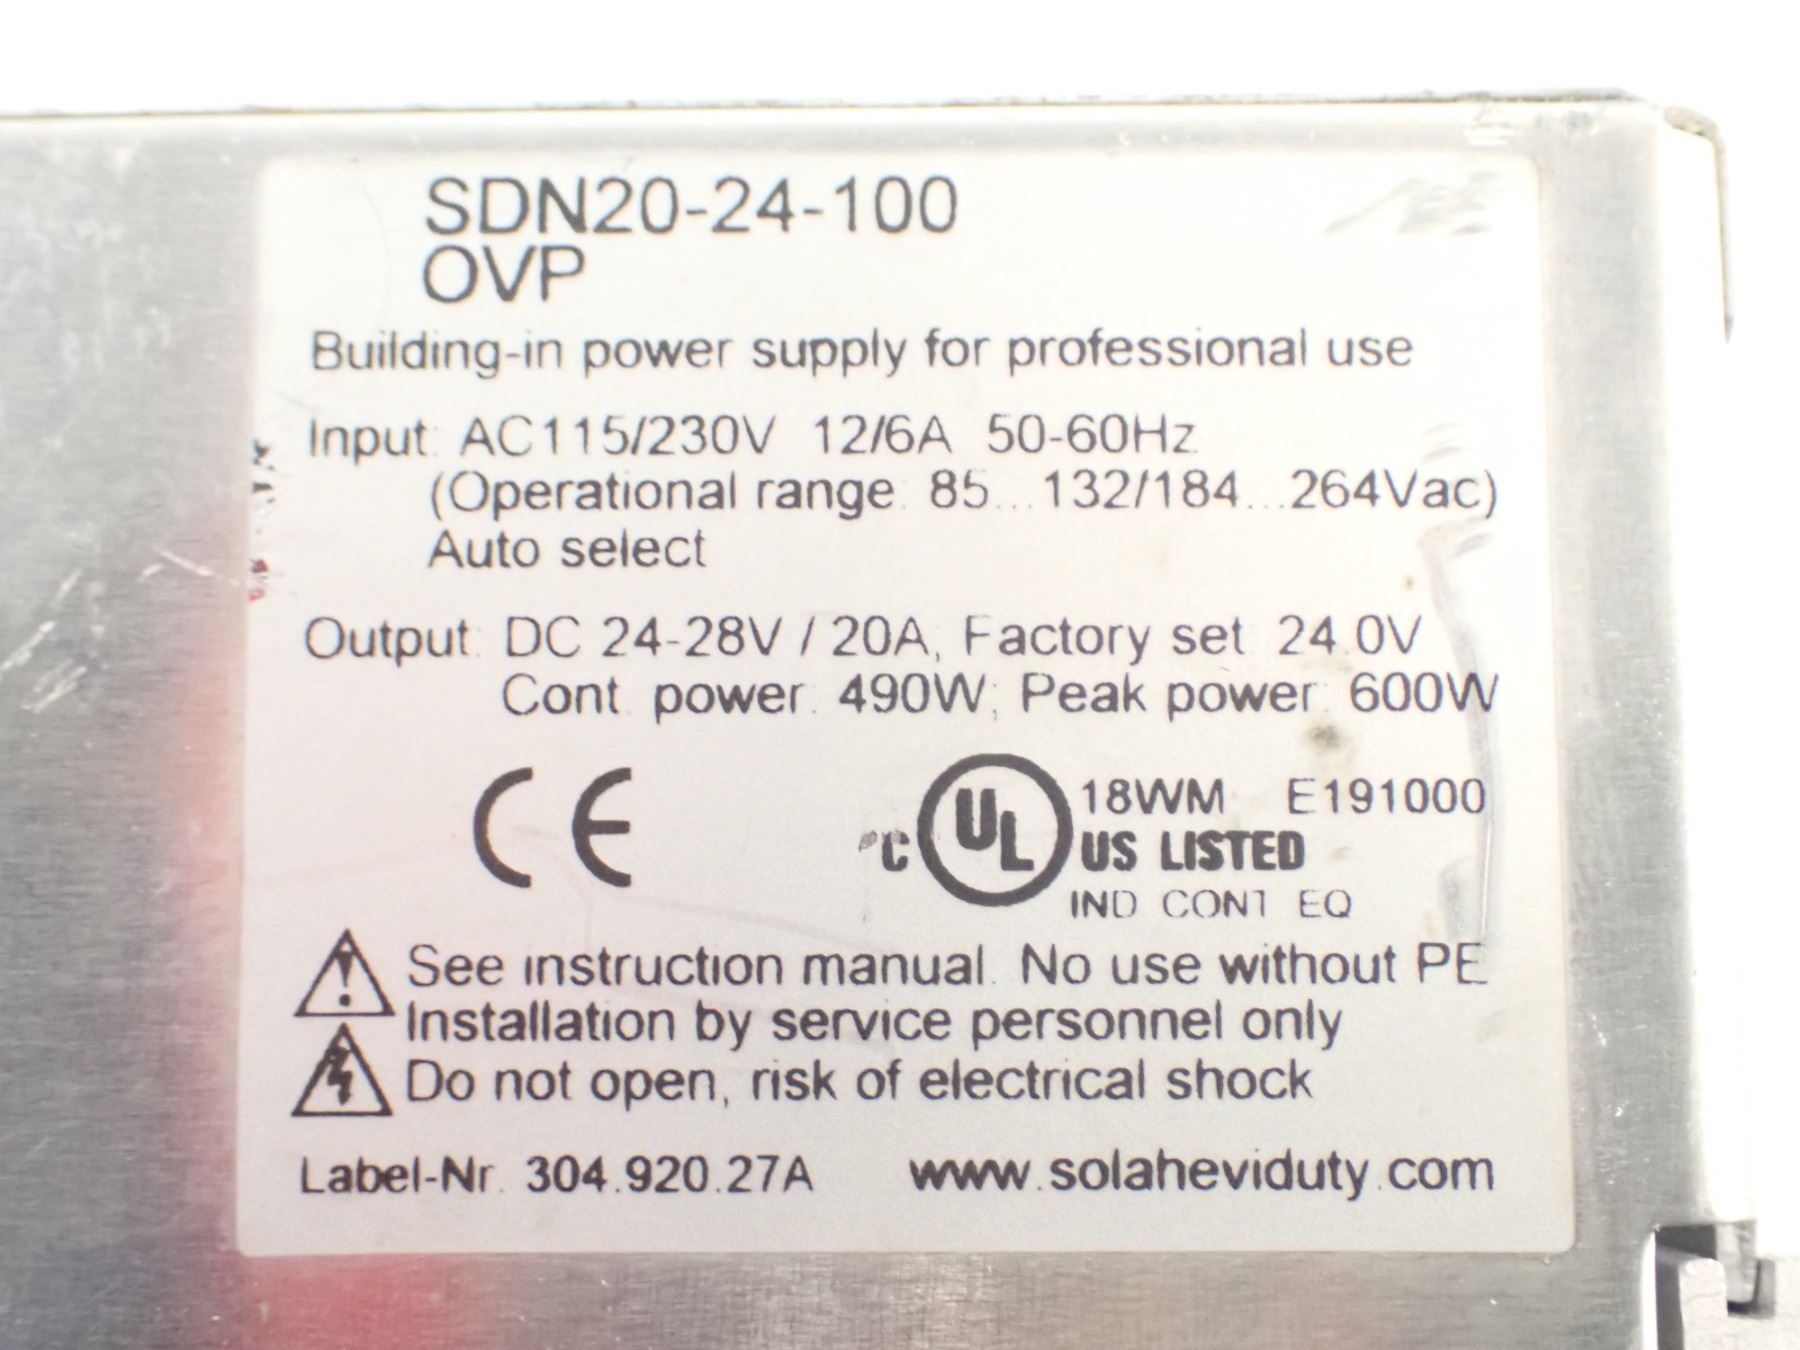 SDN20-24-100
OVP
Building-in power supply for professional use
Input: AC115/230V 12/6A 50-60Hz
(Operational range: 85...132/184...264Vac)
Auto select
Output: DC 24-28V / 20A, Factory set: 24.0V
Cont. power: 490W; Peak power: 600W
CE
18WM E191000
c UL US LISTED
IND CONT EQ
See instruction manual. No use without PE
Installation by service personnel only
Do not open, risk of electrical shock
Label-Nr. 304.920.27A www.solaheviduty.com